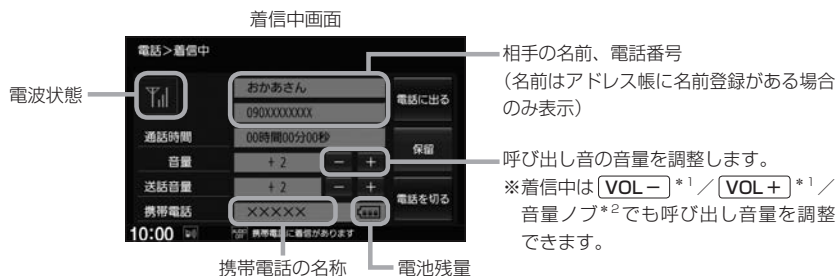 着信中画面
電話>着信中
電波状態
おかあさん
090XXXXXXXX
電話に出る
相手の名前、電話番号
(名前はアドレス帳に名前登録がある場合
のみ表示)
通話時間 00時間00分00秒
保留
音量 +2 − +
呼び出し音の音量を調整します。
※着信中は VOL− *1/ VOL+ *1/
音量ノブ*2でも呼び出し音量を調整
できます。
送話音量 +2 − +
電話を切る
携帯電話 ×××××
10:00 携帯電話に着信があります
携帯電話の名称
電池残量